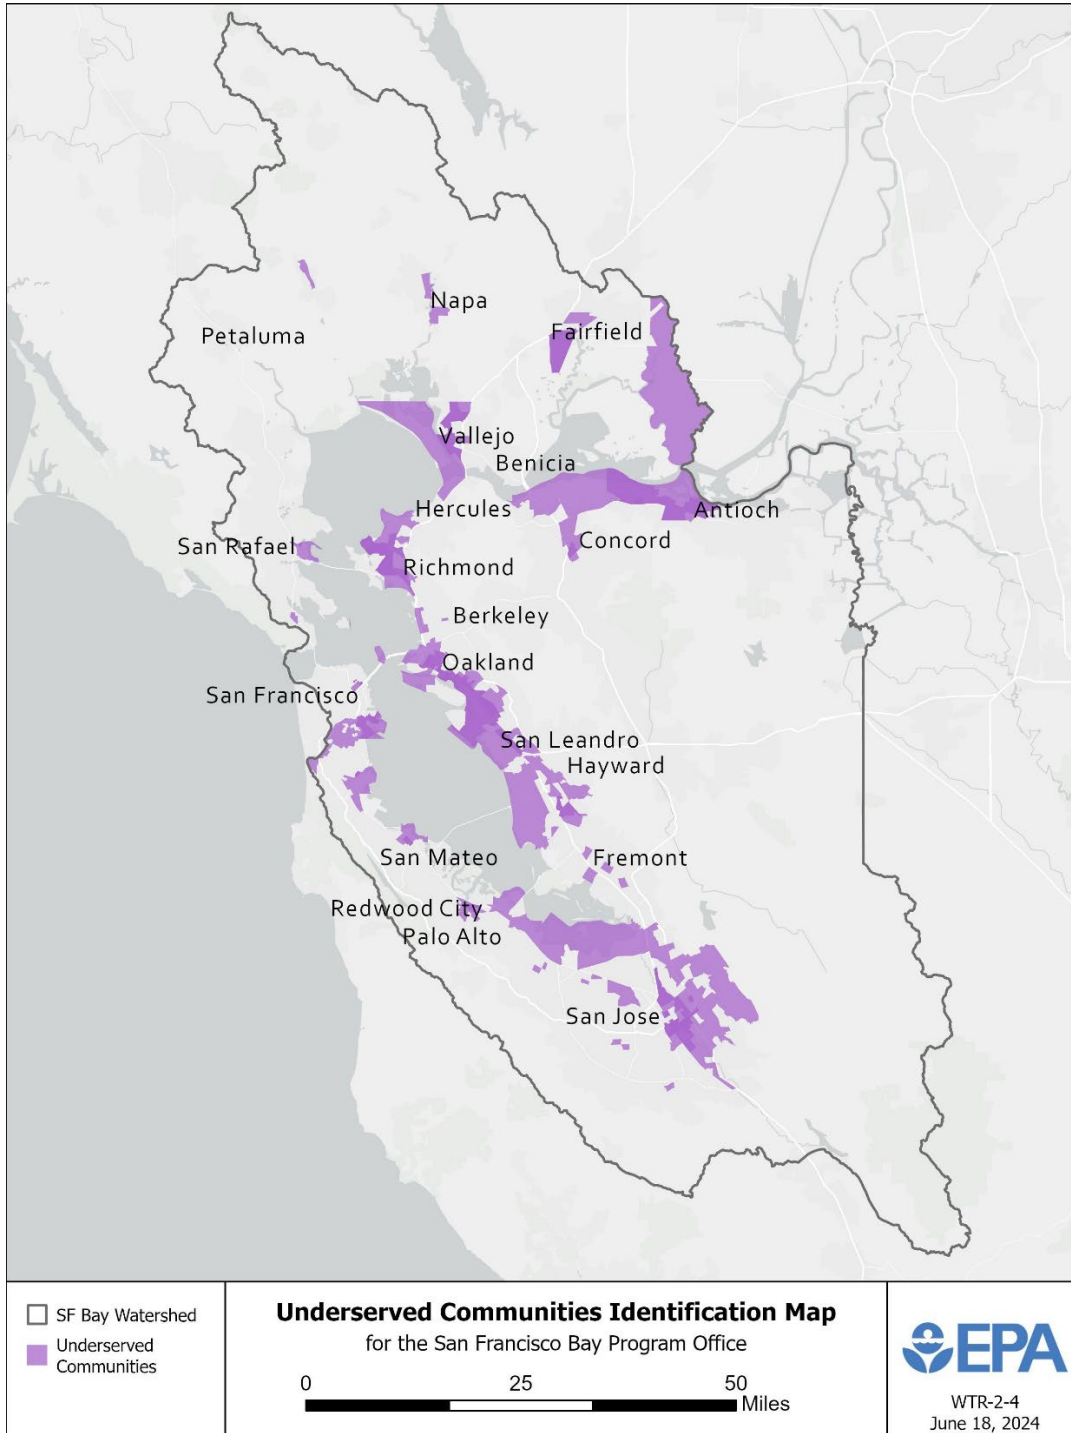 Napa
Fairfield
Petaluma
Vallejo
Benicia
Hercules
Antioch
San Rafael
Concord
Richmond
Berkeley
Oakland
San Francisco
San Leandro
Hayward
San Mateo
Fremont
Redwood City
Palo Alto
San Jose
SF Bay Watershed
Underserved
Communities
Underserved Communities Identification Map
for the San Francisco Bay Program Office
0 25 50
Miles
EPA
WTR-2-4
June 18, 2024